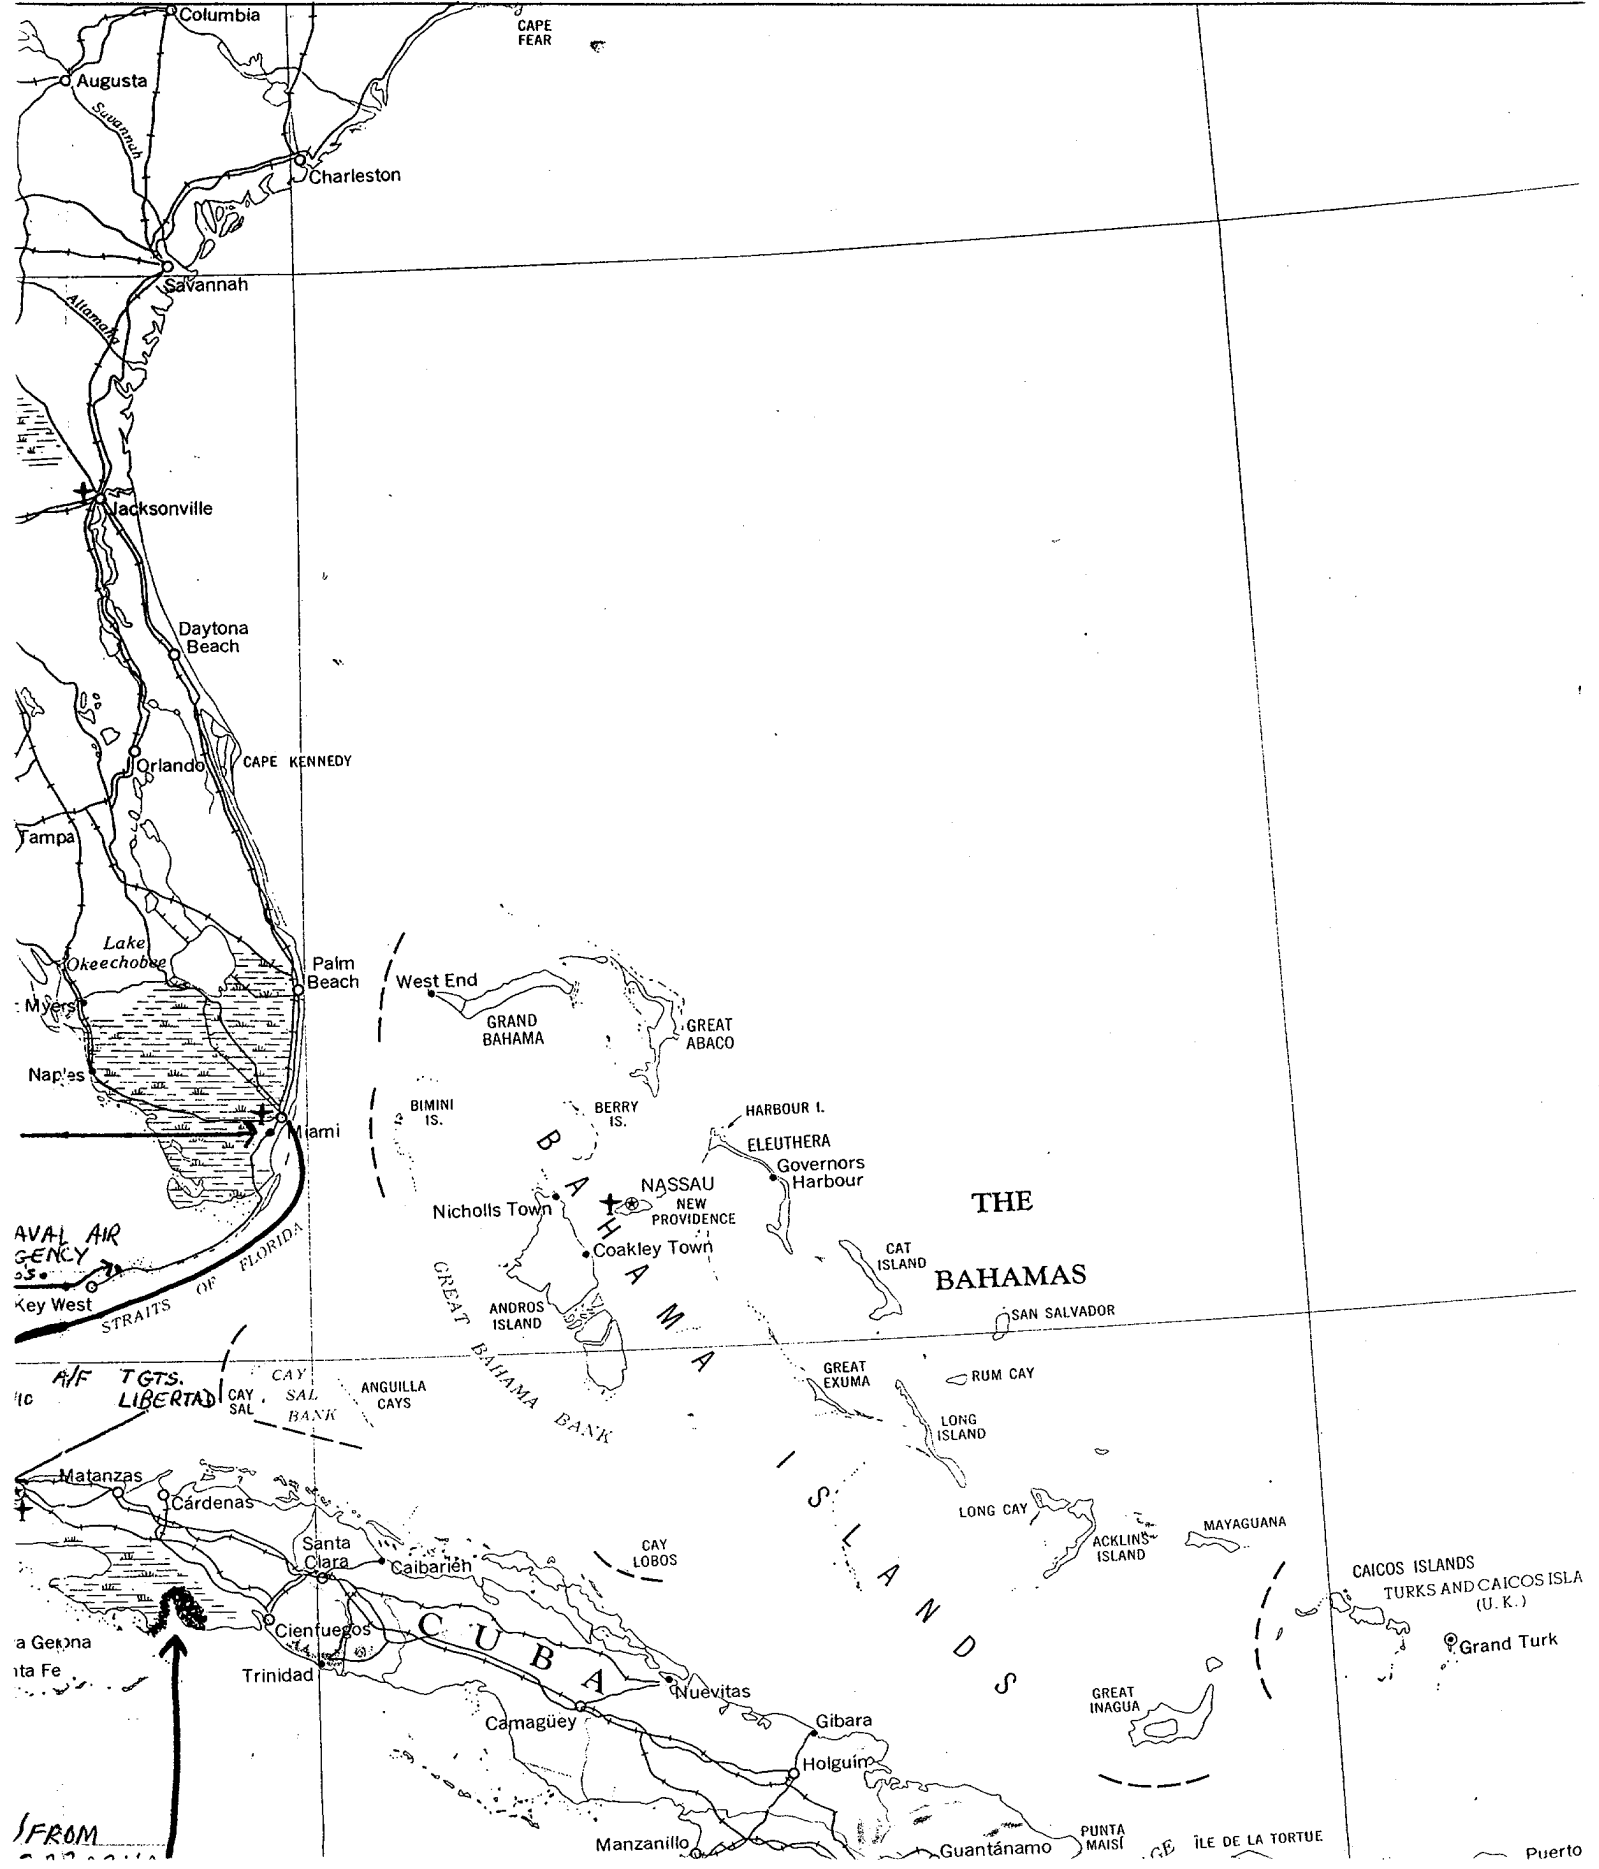 Columbia
CAPE
FEAR
Augusta
Savannah
Charleston
Savannah
Altamaha
Jacksonville
Daytona
Beach
Orlando
CAPE KENNEDY
Tampa
Lake
Okeechobee
Palm
Beach
West End
Myers
GRAND
BAHAMA
GREAT
ABACO
Naples
BIMINI
IS.
BERRY
IS.
HARBOUR I.
Miami
ELEUTHERA
Governors
Harbour
NASSAU
NEW
PROVIDENCE
Nicholls Town
THE
BAHAMAS
AVAL AIR
GENCY
Coakley Town
CAT
ISLAND
Key West
STRAITS OF FLORIDA
ANDROS
ISLAND
SAN SALVADOR
GREAT BAHAMA BANK
BAHAMA ISLANDS
A/F TGTS.
LIBERTAD
CAY
SAL
CAY
SAL
BANK
ANGUILLA
CAYS
GREAT
EXUMA
RUM CAY
LONG
ISLAND
Matanzas
Cárdenas
LONG CAY
ACKLINS
ISLAND
MAYAGUANA
Santa
Clara
Caibarién
CAY
LOBOS
CAICOS ISLANDS
TURKS AND CAICOS ISLA
(U.K.)
Cienfuegos
CUBA
a Gerona
ta Fe
Trinidad
Grand Turk
Nuevitas
GREAT
INAGUA
Camagüey
Gibara
Holguín
FROM
Manzanillo
Guantánamo
PUNTA
MAISÍ
GE
ÎLE DE LA TORTUE
Puerto